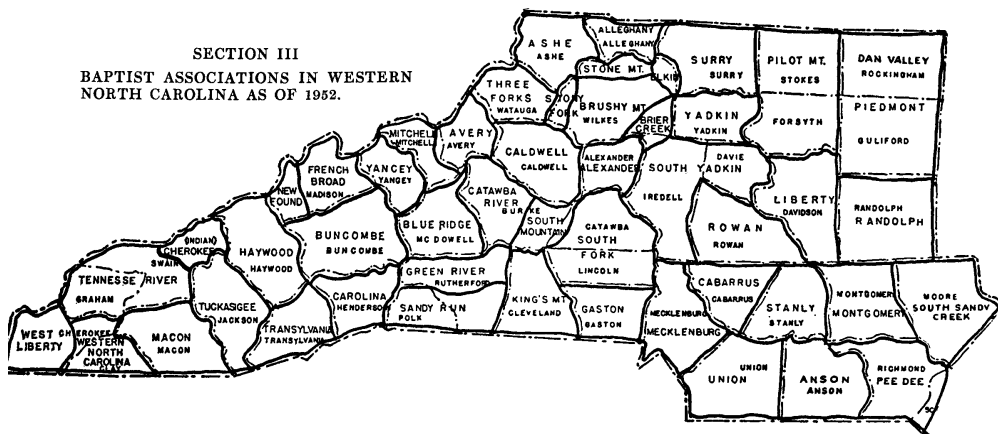 SECTION III
BAPTIST ASSOCIATIONS IN WESTERN
NORTH CAROLINA AS OF 1952.
ASHE
ASHE
ALLEGHANY
ALLEGHANY
SURRY
SURRY
PILOT MT.
STOKES
DAN VALLEY
ROCKINGHAM
STONE MT.
ELKIN
THREE
FORKS
WATAUGA
STONY
FORK
BRUSHY MT.
WILKES
BRIER
CREEK
YADKIN
YADKIN
FORSYTH
PIEDMONT
GUILFORD
MITCHELL
MITCHELL
AVERY
AVERY
CALDWELL
CALDWELL
ALEXANDER
ALEXANDER
SOUTH
YADKIN
DAVIE
IREDELL
LIBERTY
DAVIDSON
RANDOLPH
RANDOLPH
NEW
FOUND
FRENCH
BROAD
MADISON
YANCEY
YANGEY
CATAWBA
RIVER
BURKE
SOUTH
MOUNTAIN
CATAWBA
SOUTH
FORK
LINCOLN
ROWAN
ROWAN
(INDIAN)
CHEROKEE
SWAIN
HAYWOOD
HAYWOOD
BUNCOMBE
BUNCOMBE
BLUE RIDGE
MC DOWELL
TENNESSE RIVER
GRAHAM
TUCKASIGEE
JACKSON
TRANSYLVANIA
TRANSYLVANIA
CAROLINA
HENDERSON
GREEN RIVER
RUTHERFORD
SANDY RUN
POLK
KING'S MT.
CLEVELAND
GASTON
GASTON
MECKLENBURG
MECKLENBURG
CABARRUS
CABARRUS
STANLY
STANLY
MONTGOMERY
MONTGOMERY
MOORE
SOUTH SANDY
CREEK
WEST
LIBERTY
CHEROKEE
WESTERN
NORTH
CAROLINA
CLAY
MACON
MACON
UNION
UNION
ANSON
ANSON
RICHMOND
PEE DEE